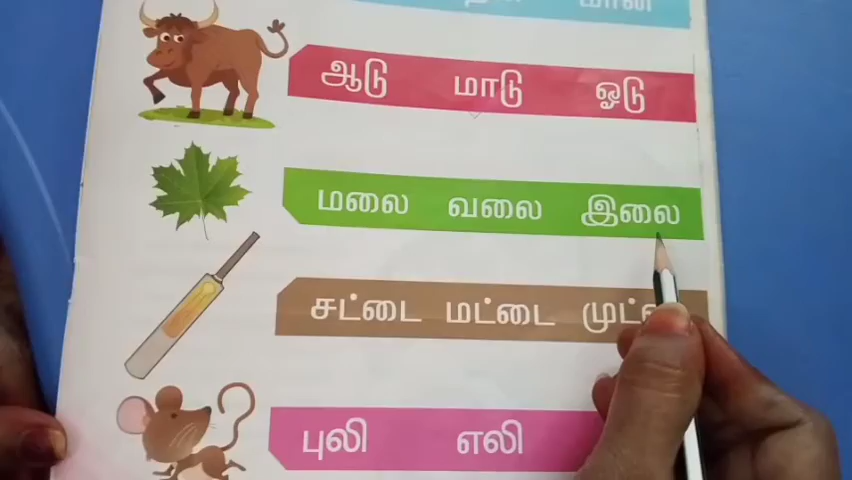 ஆடு மாடு ஓடு
மலை வலை இலை
சட்டை மட்டை
புலி எலி